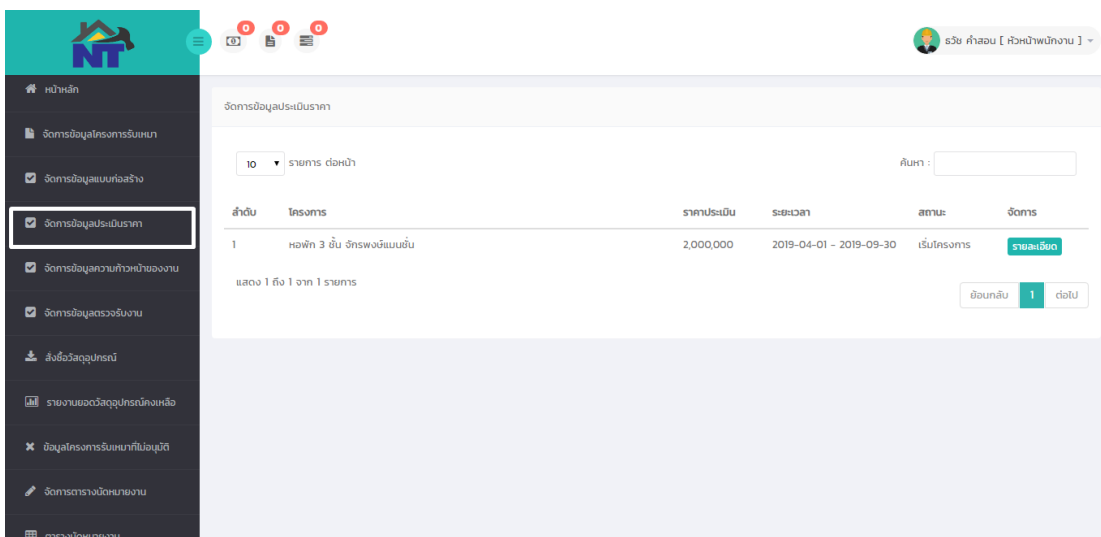 0 0 0
ธวัช คำสอน [ หัวหน้าพนักงาน ]
NT
หน้าหลัก
จัดการข้อมูลโครงการรับเหมา
จัดการข้อมูลแบบก่อสร้าง
จัดการข้อมูลประเมินราคา
จัดการข้อมูลความก้าวหน้าของงาน
จัดการข้อมูลตรวจรับงาน
สั่งซื้อวัสดุอุปกรณ์
รายงานยอดวัสดุอุปกรณ์คงเหลือ
ข้อมูลโครงการรับเหมาที่ไม่อนุมัติ
จัดการตารางนัดหมายงาน
ตารางนัดหมายงาน
จัดการข้อมูลประเมินราคา
10 รายการ ต่อหน้า
ค้นหา :
ลำดับ โครงการ ราคาประเมิน ระยะเวลา สถานะ จัดการ
1 หอพัก 3 ชั้น จักรพงษ์แมนชั่น 2,000,000 2019-04-01 - 2019-09-30 เริ่มโครงการ รายละเอียด
แสดง 1 ถึง 1 จาก 1 รายการ
ย้อนกลับ 1 ต่อไป